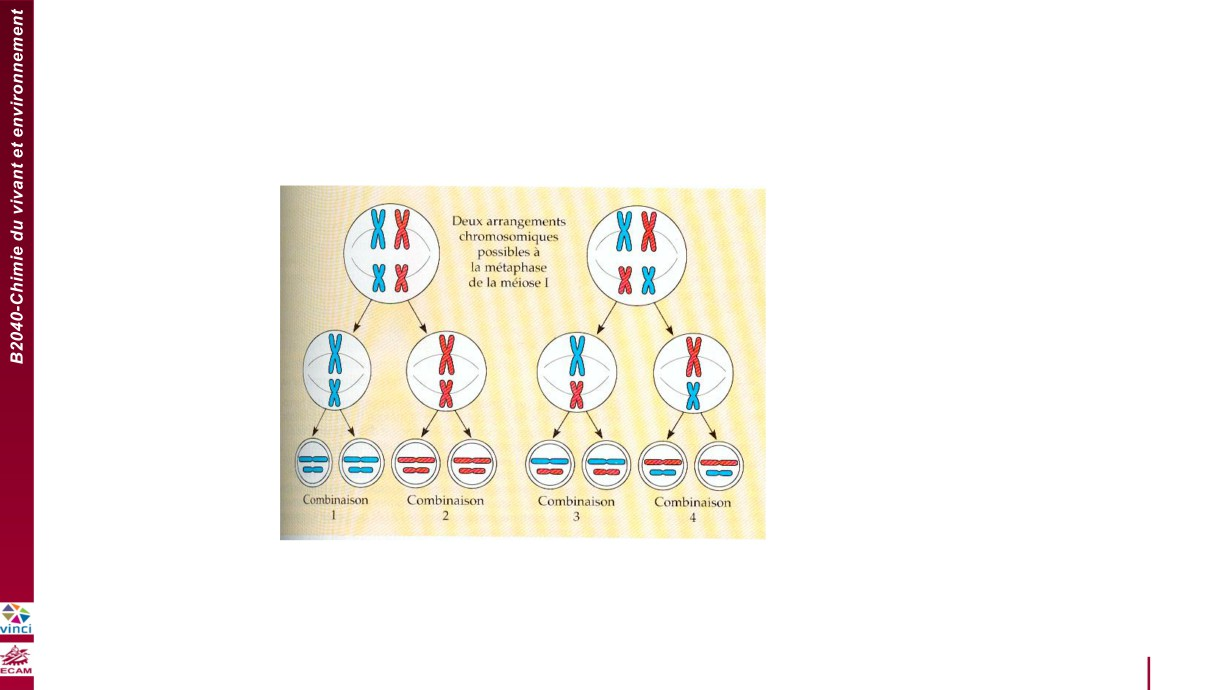 B2040-Chimie du vivant et environnement
Deux arrangements
chromosomiques
possibles à
la métaphase
de la méiose I
Combinaison
1
Combinaison
2
Combinaison
3
Combinaison
4
vinci
ECAM